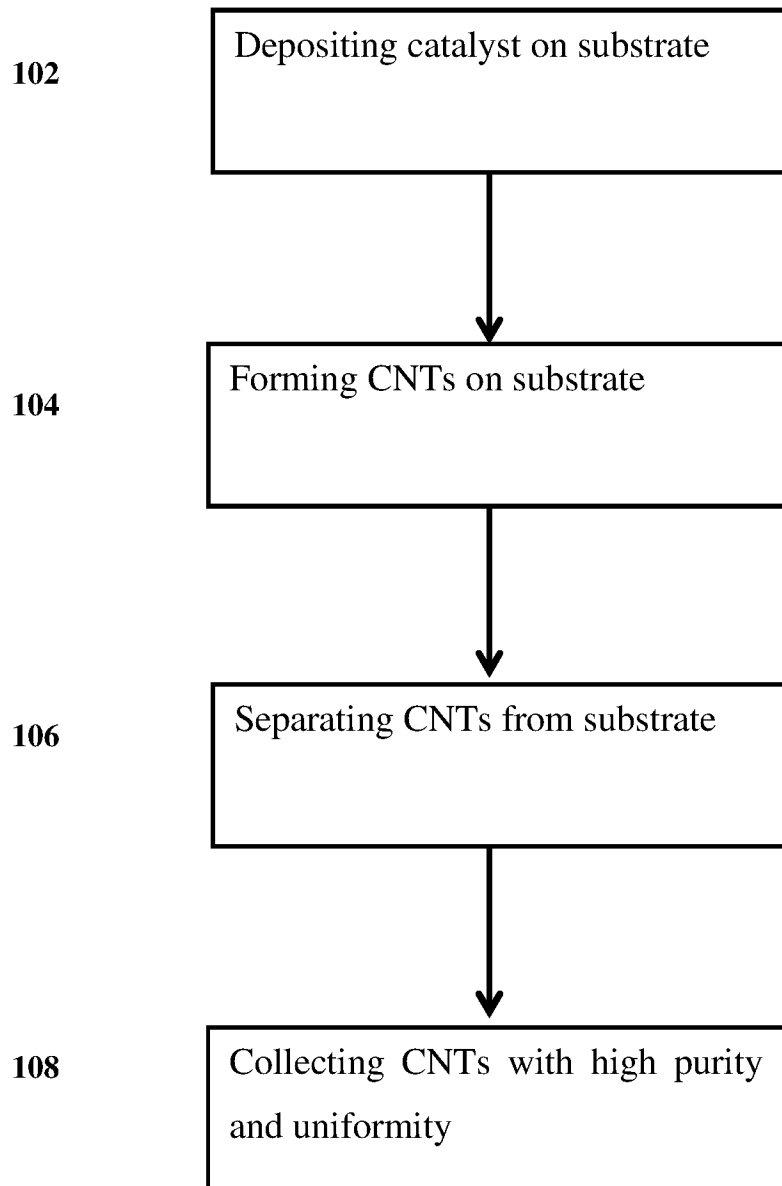 102
Depositing catalyst on substrate
104
Forming CNTs on substrate
106
Separating CNTs from substrate
108
Collecting CNTs with high purity
and uniformity